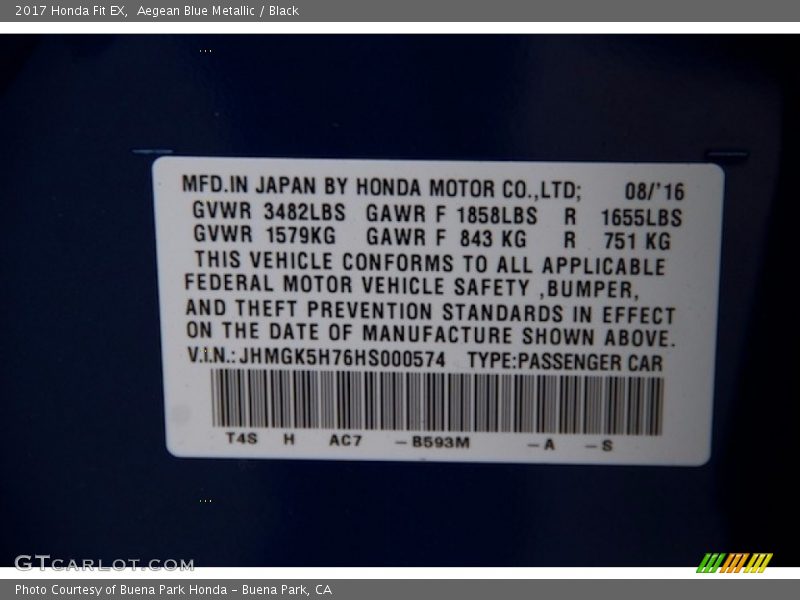 2017 Honda Fit EX,  Aegean Blue Metallic / Black
MFD.IN JAPAN BY HONDA MOTOR CO.,LTD; 08/'16
GVWR 3482LBS GAWR F 1858LBS R 1655LBS
GVWR 1579KG GAWR F 843 KG R 751 KG
THIS VEHICLE CONFORMS TO ALL APPLICABLE
FEDERAL MOTOR VEHICLE SAFETY ,BUMPER,
AND THEFT PREVENTION STANDARDS IN EFFECT
ON THE DATE OF MANUFACTURE SHOWN ABOVE.
V.I.N.: JHMGK5H76HS000574 TYPE:PASSENGER CAR
T4S H AC7 –B593M –A –S
GTCARLOT.COM
Photo Courtesy of Buena Park Honda – Buena Park, CA